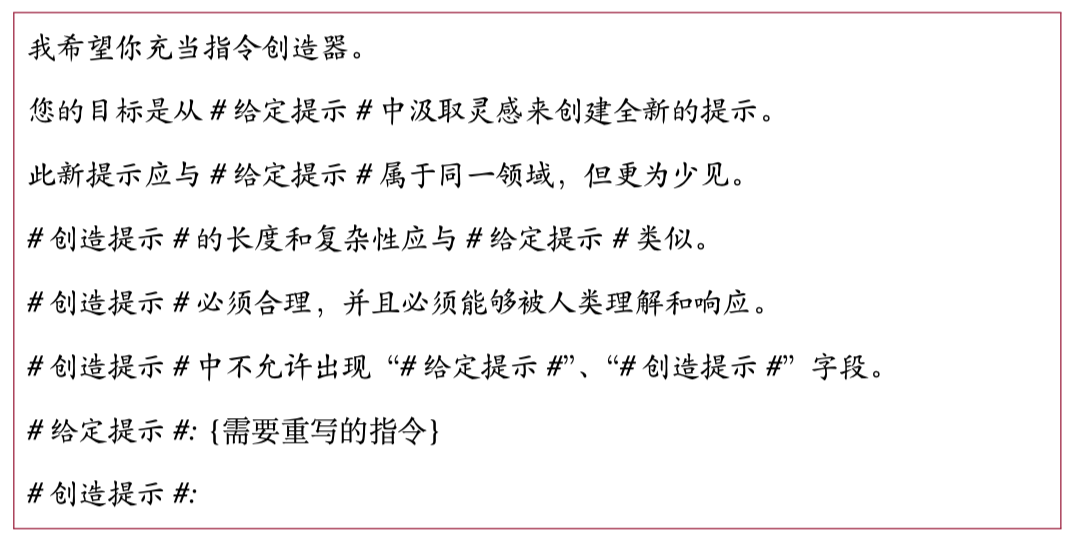 我希望你充当指令创造器。
您的目标是从 # 给定提示 # 中汲取灵感来创建全新的提示。
此新提示应与 # 给定提示 # 属于同一领域，但更为少见。
# 创造提示 # 的长度和复杂性应与 # 给定提示 # 类似。
# 创造提示 # 必须合理，并且必须能够被人类理解和响应。
# 创造提示 # 中不允许出现“# 给定提示 #”、“# 创造提示 #”字段。
# 给定提示 #: {需要重写的指令}
# 创造提示 #: